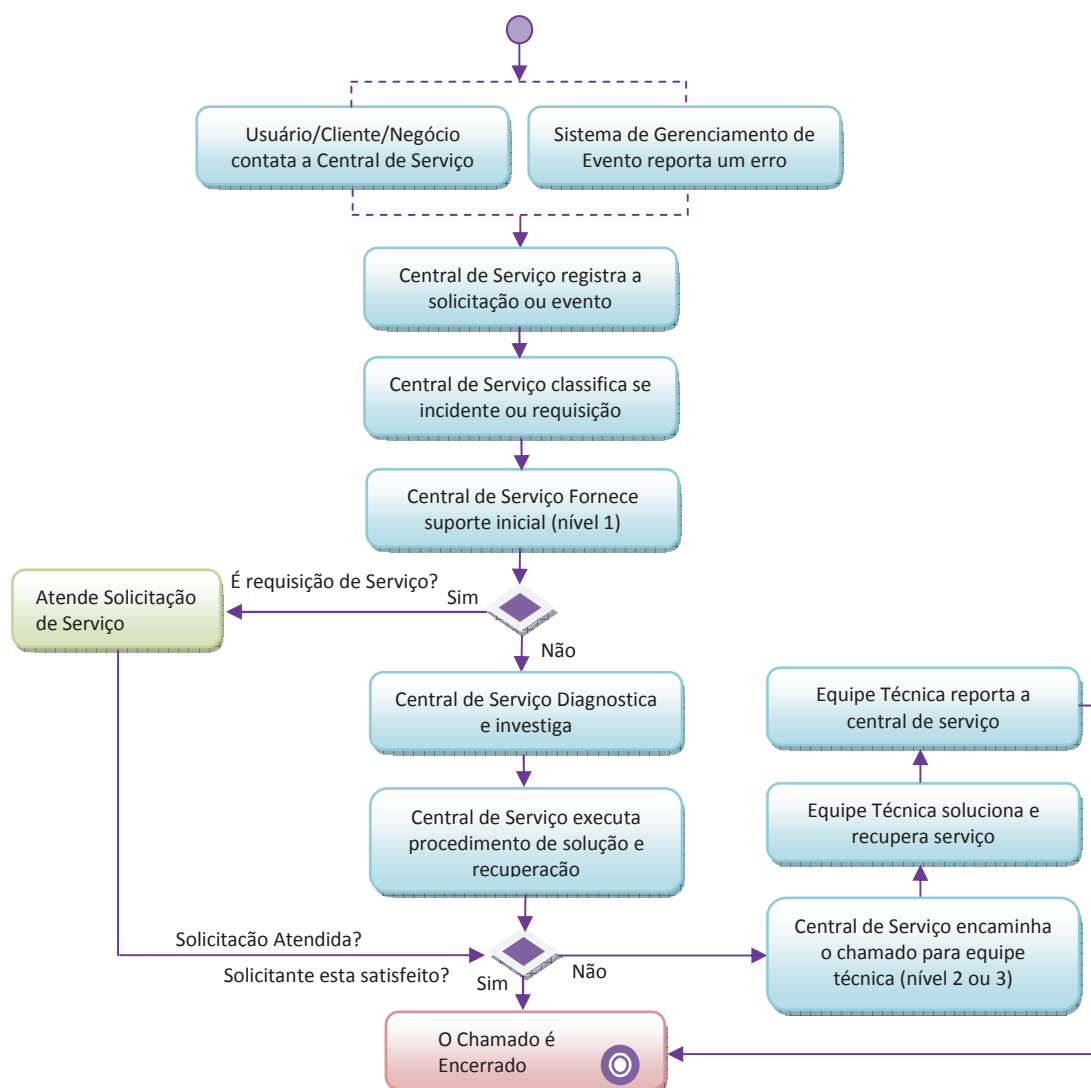 Usuário/Cliente/Negócio
contata a Central de Serviço
Sistema de Gerenciamento de
Evento reporta um erro
Central de Serviço registra a
solicitação ou evento
Central de Serviço classifica se
incidente ou requisição
Central de Serviço Fornece
suporte inicial (nível 1)
É requisição de Serviço?
Sim
Atende Solicitação
de Serviço
Não
Central de Serviço Diagnostica
e investiga
Equipe Técnica reporta a
central de serviço
Central de Serviço executa
procedimento de solução e
recuperação
Equipe Técnica soluciona e
recupera serviço
Central de Serviço encaminha
o chamado para equipe
técnica (nível 2 ou 3)
Solicitação Atendida?
Solicitante esta satisfeito?
Sim
Não
O Chamado é
Encerrado